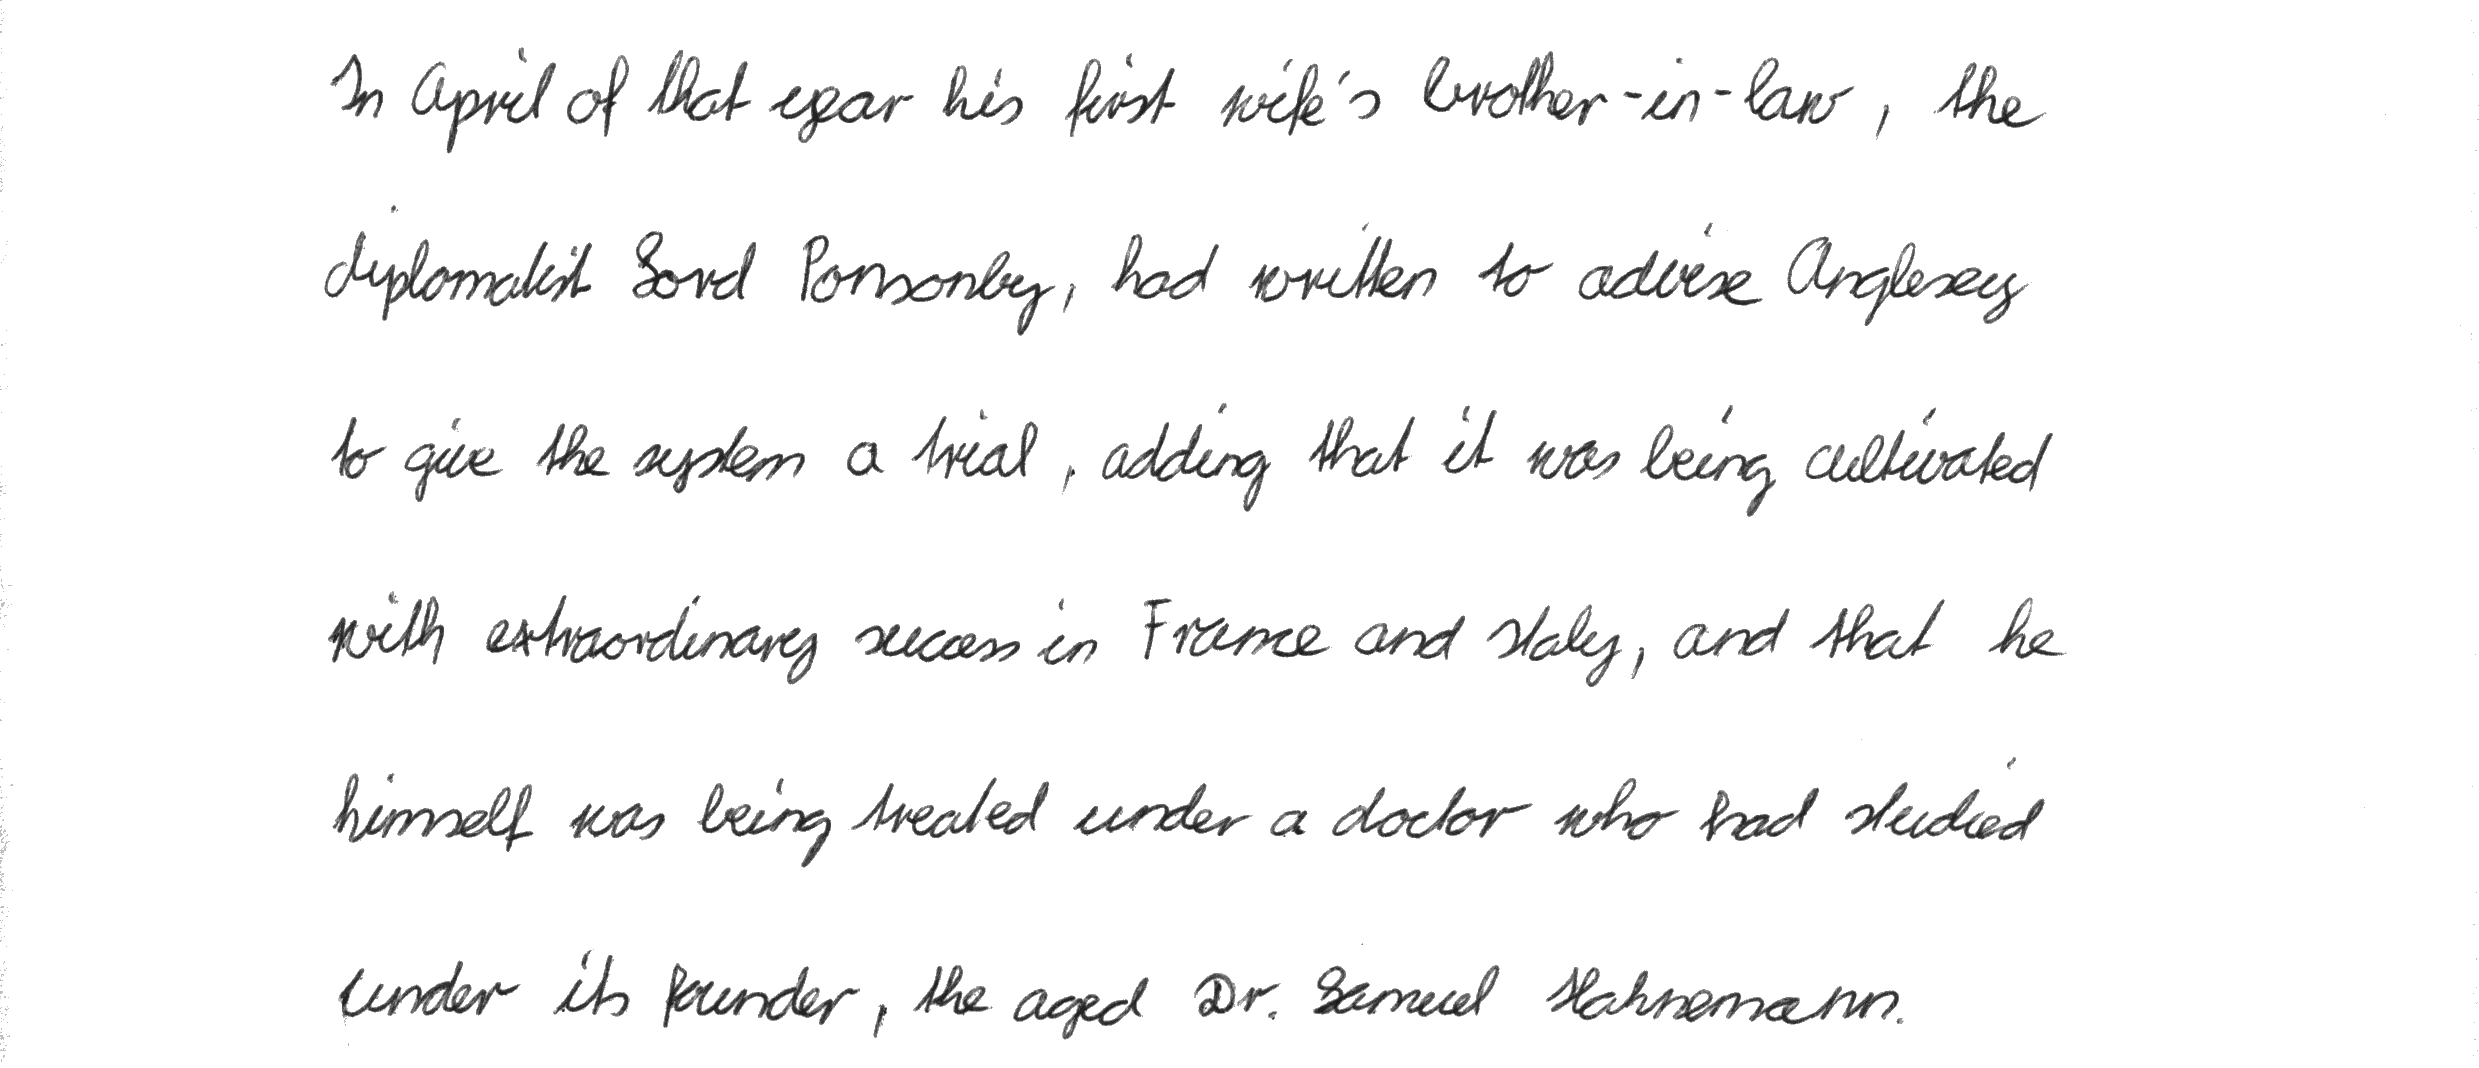 In April of that year his first wife's brother-in-law, the
diplomatist Lord Ponsonby, had written to advise Anglesey
to give the system a trial, adding that it was being cultivated
with extraordinary success in France and Italy, and that he
himself was being treated under a doctor who had studied
under its founder, the aged Dr. Samuel Hahnemann.